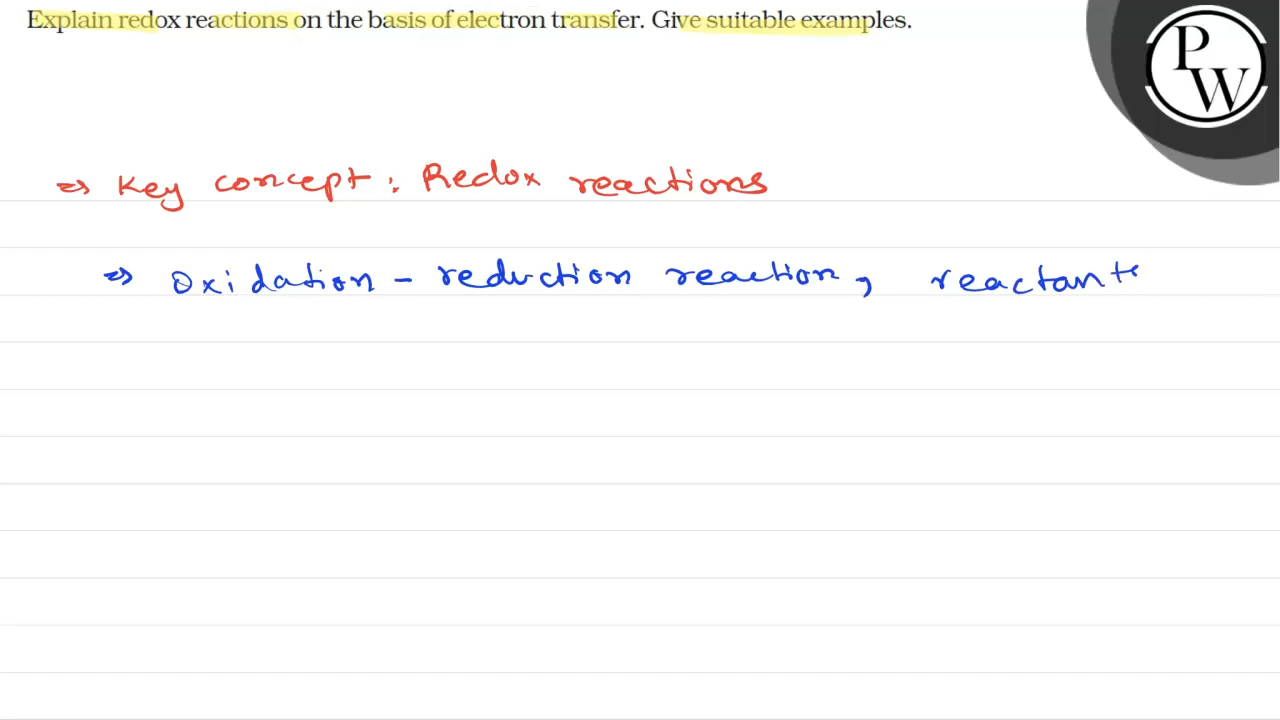 Explain redox reactions on the basis of electron transfer. Give suitable examples.
PW
⇒ Key concept : Redox reactions
⇒ Oxidation - reduction reaction, reactant